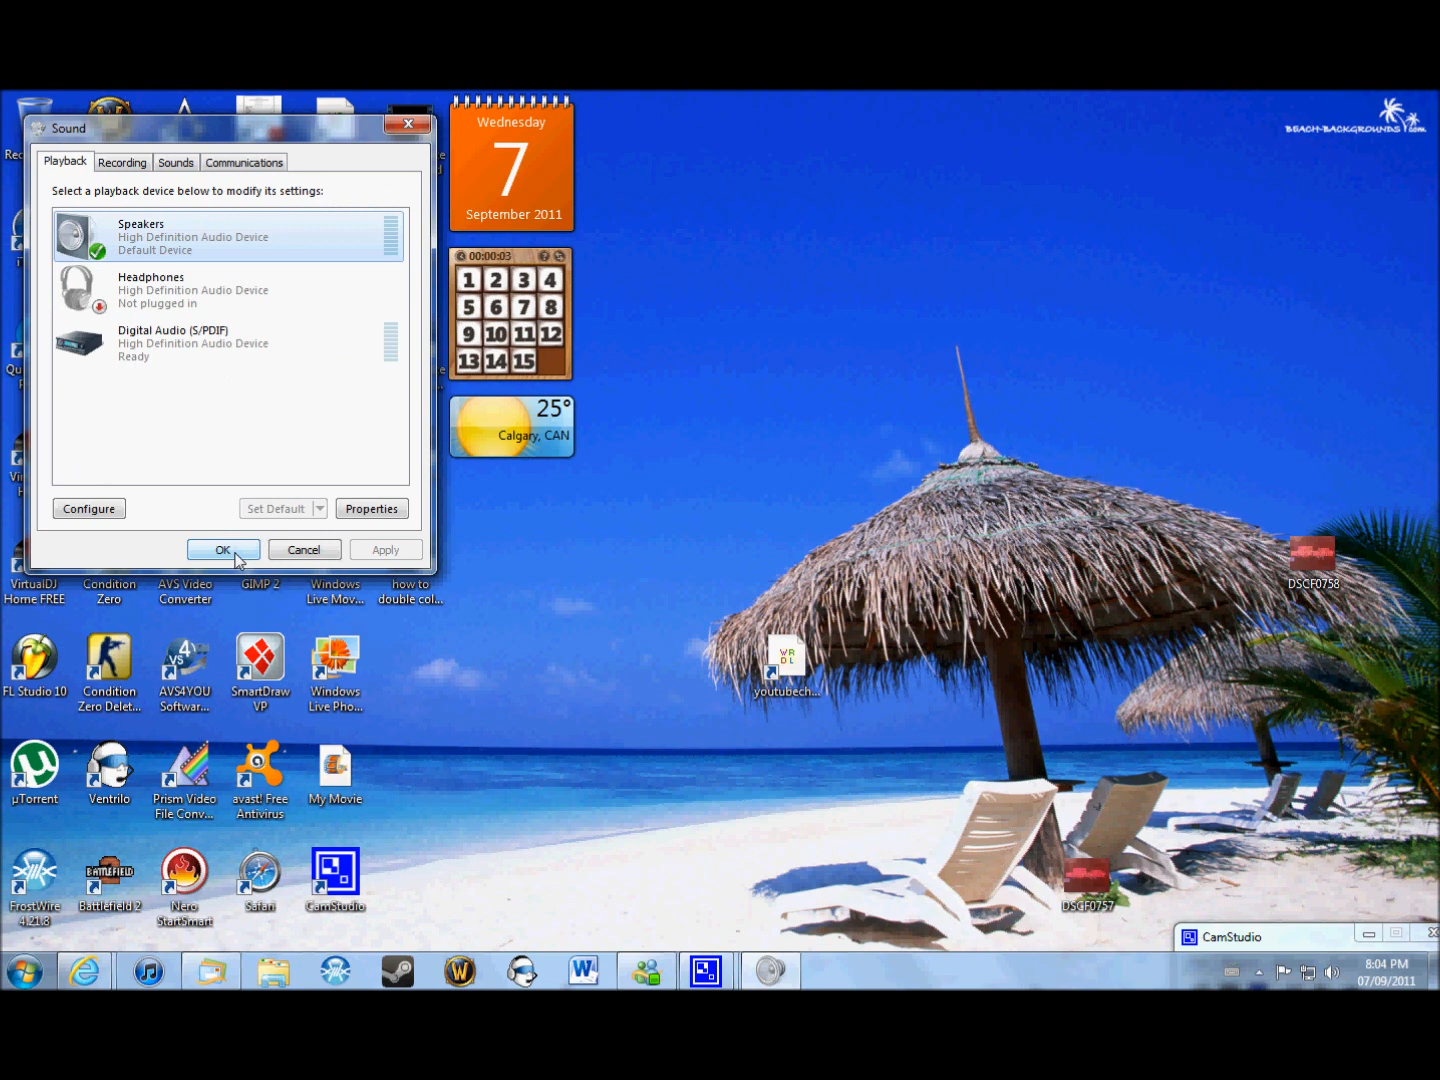 Sound
Playback
Recording
Sounds
Communications
Select a playback device below to modify its settings:
Speakers
High Definition Audio Device
Default Device
Headphones
High Definition Audio Device
Not plugged in
Digital Audio (S/PDIF)
High Definition Audio Device
Ready
Configure
Set Default
Properties
OK
Cancel
Apply
Wednesday
7
September 2011
00:00:03
1 2 3 4
5 6 7 8
9 10 11 12
13 14 15
25°
Calgary, CAN
BEACH-BACKGROUNDS.com
VirtualDJ
Home FREE
Condition
Zero
AVS Video
Converter
GIMP 2
Windows
Live Mov...
how to
double col...
FL Studio 10
Condition
Zero Delet...
AVS4YOU
Softwar...
SmartDraw
VP
Windows
Live Pho...
µTorrent
Ventrilo
Prism Video
File Conv...
avast! Free
Antivirus
My Movie
FrostWire
4.21.8
BATTLEFIELD
Battlefield 2
Nero
StartSmart
Safari
CamStudio
WR
DL
youtubech...
DSCF0758
DSCF0757
CamStudio
8:04 PM
07/09/2011